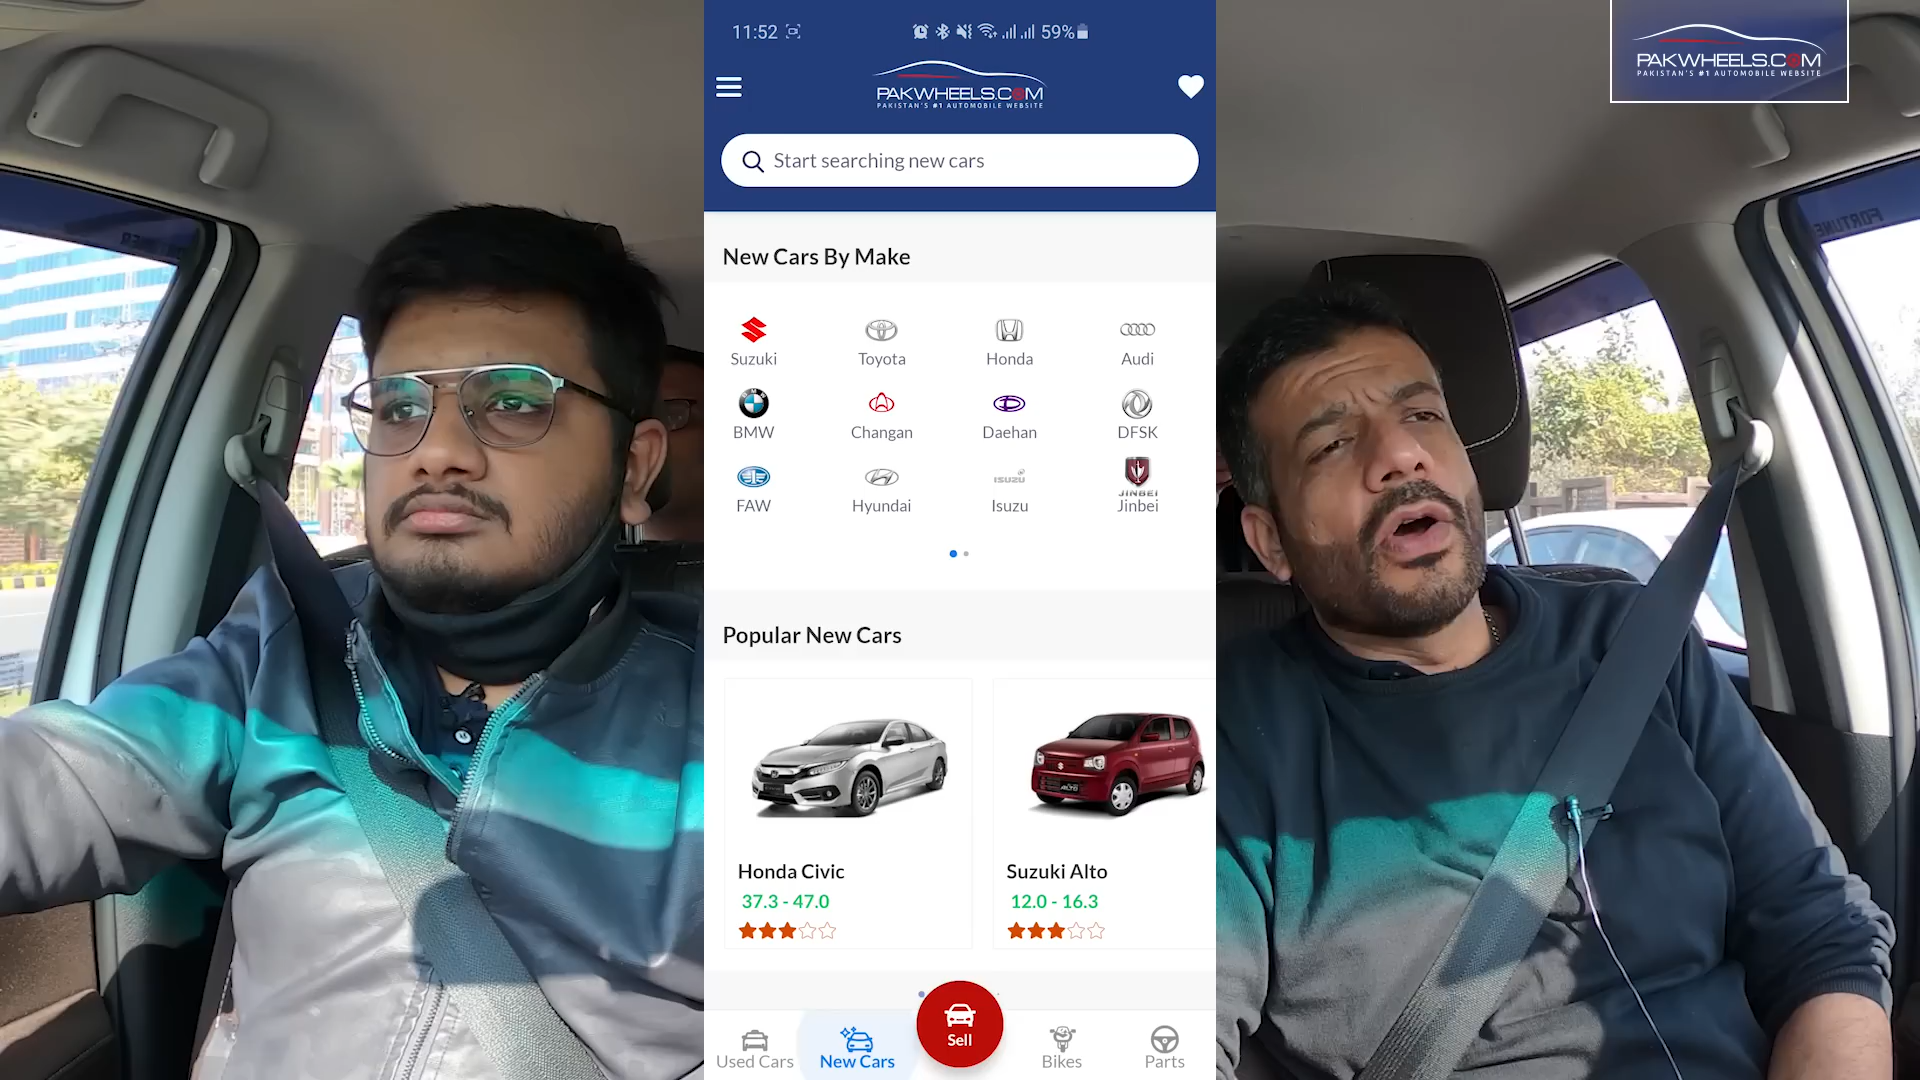 11:52
59%
PAKWHEELS.COM
PAKISTAN'S #1 AUTOMOBILE WEBSITE
PAKWHEELS.COM
PAKISTAN'S #1 AUTOMOBILE WEBSITE
Start searching new cars
New Cars By Make
Suzuki
Toyota
Honda
Audi
BMW
Changan
Daehan
DFSK
FAW
Hyundai
ISUZU
Isuzu
JINBEI
Jinbei
Popular New Cars
Honda Civic
37.3 - 47.0
Suzuki Alto
12.0 - 16.3
Used Cars
New Cars
Sell
Bikes
Parts